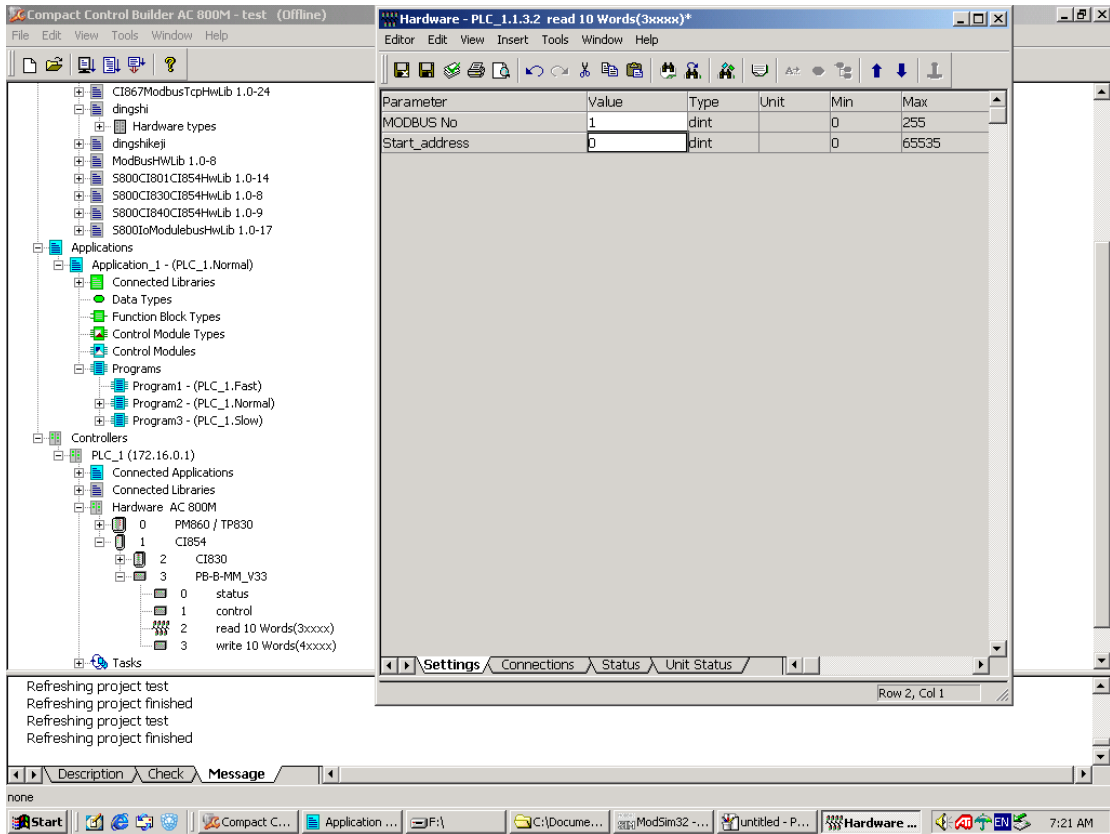 Compact Control Builder AC 800M - test (Offline)
File Edit View Tools Window Help
CI867ModbusTcpHwLib 1.0-24
dingshi
Hardware types
dingshikeji
ModBusHWLib 1.0-8
S800CI801CI854HwLib 1.0-14
S800CI830CI854HwLib 1.0-8
S800CI840CI854HwLib 1.0-9
S800IoModulebusHwLib 1.0-17
Applications
Application_1 - (PLC_1.Normal)
Connected Libraries
Data Types
Function Block Types
Control Module Types
Control Modules
Programs
Program1 - (PLC_1.Fast)
Program2 - (PLC_1.Normal)
Program3 - (PLC_1.Slow)
Controllers
PLC_1 (172.16.0.1)
Connected Applications
Connected Libraries
Hardware AC 800M
0 PM860 / TP830
1 CI854
2 CI830
3 PB-B-MM_V33
0 status
1 control
2 read 10 Words(3xxxx)
3 write 10 Words(4xxxx)
Tasks
Hardware - PLC_1.1.3.2 read 10 Words(3xxxx)*
Editor Edit View Insert Tools Window Help
Parameter Value Type Unit Min Max
MODBUS No 1 dint 0 255
Start_address 0 dint 0 65535
Settings Connections Status Unit Status
Row 2, Col 1
Refreshing project test
Refreshing project finished
Refreshing project test
Refreshing project finished
Description Check Message
none
Start Compact C... Application ... F:\ C:\Docume... ModSim32 -... untitled - P... Hardware ... EN 7:21 AM